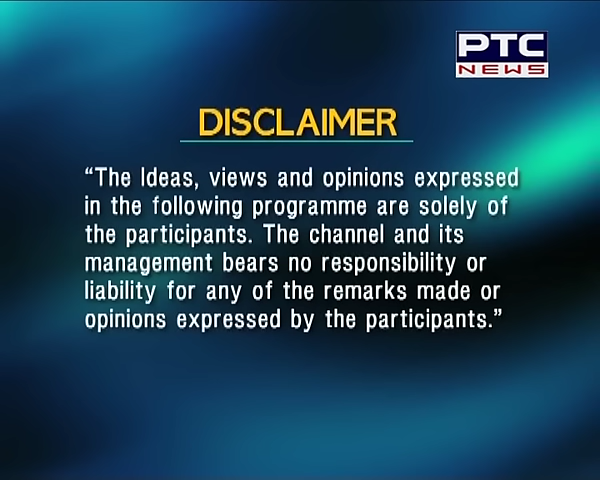 PTC
NEWS
DISCLAIMER
“The Ideas, views and opinions expressed
in the following programme are solely of
the participants. The channel and its
management bears no responsibility or
liability for any of the remarks made or
opinions expressed by the participants.”